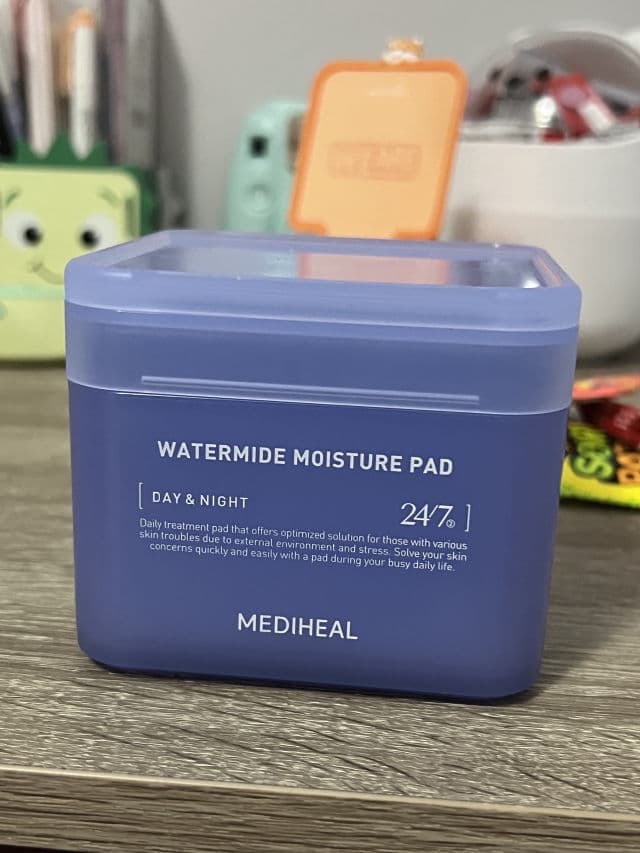 WATERMIDE MOISTURE PAD
[ DAY & NIGHT
24/7 ② ]
Daily treatment pad that offers optimized solution for those with various
skin troubles due to external environment and stress. Solve your skin
concerns quickly and easily with a pad during your busy daily life.
MEDIHEAL